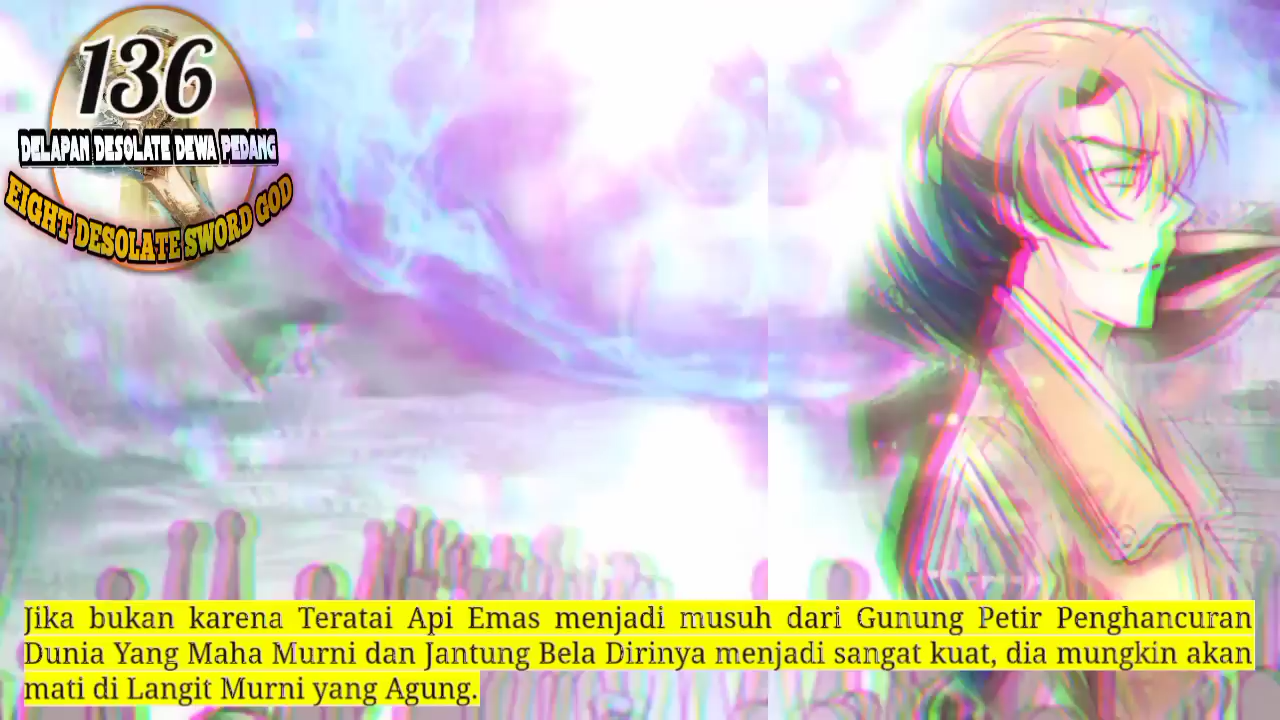 136
DELAPAN DESOLATE DEWA PEDANG
EIGHT DESOLATE SWORD GOD
Jika bukan karena Teratai Api Emas menjadi musuh dari Gunung Petir Penghancuran
Dunia Yang Maha Murni dan Jantung Bela Dirinya menjadi sangat kuat, dia mungkin akan
mati di Langit Murni yang Agung.